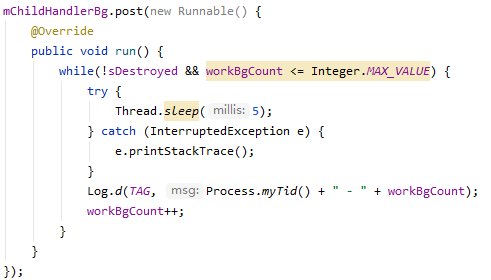 mChildHandlerBg.post(new Runnable() {
@Override
public void run() {
while(!sDestroyed && workBgCount <= Integer.MAX_VALUE) {
try {
Thread.sleep( millis: 5);
} catch (InterruptedException e) {
e.printStackTrace();
}
Log.d(TAG, msg: Process.myTid() + " - " + workBgCount);
workBgCount++;
}
}
});